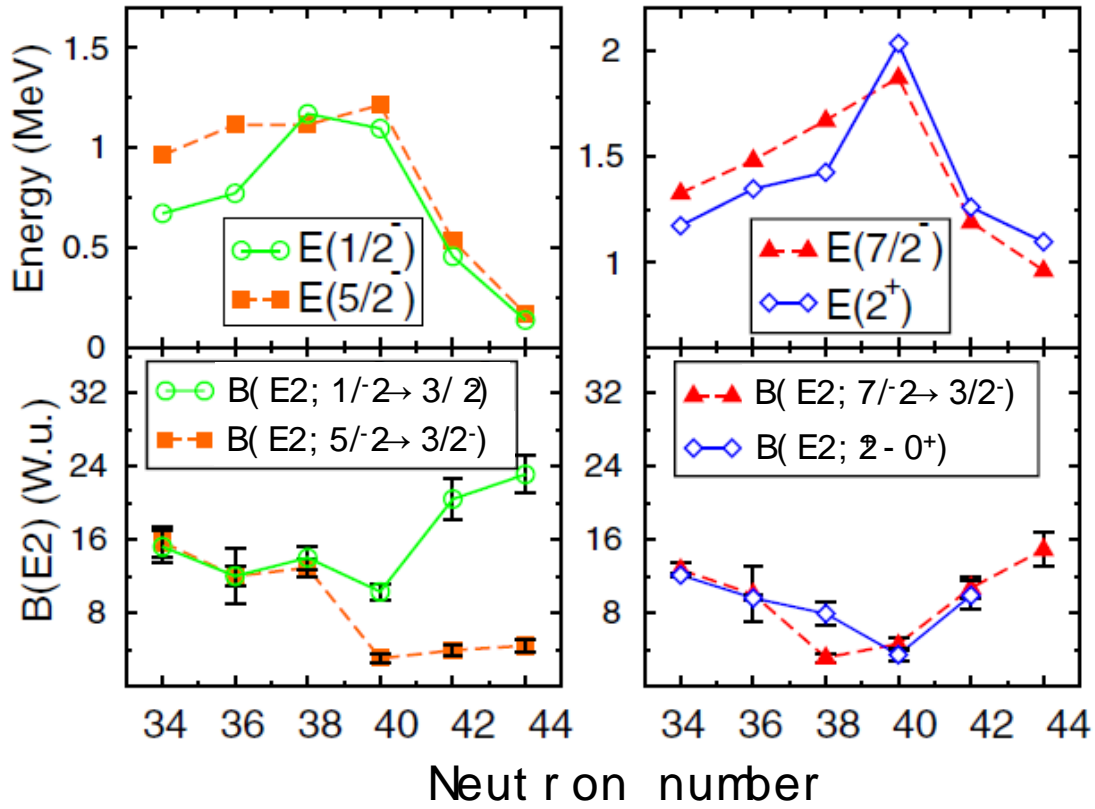 Energy (MeV)
1.5
1
0.5
0
E(1/2⁻)
E(5/2⁻)
2
1.5
1
E(7/2⁻)
E(2⁺)
B(E2) (W.u.)
32
24
16
8
B( E2; 1/⁻2→ 3/ 2⁻)
B( E2; 5/⁻2→ 3/2⁻)
32
24
16
8
B( E2; 7/⁻2→ 3/2⁻)
B( E2; 2⁺- 0⁺)
34 36 38 40 42 44
34 36 38 40 42 44
Neutron number